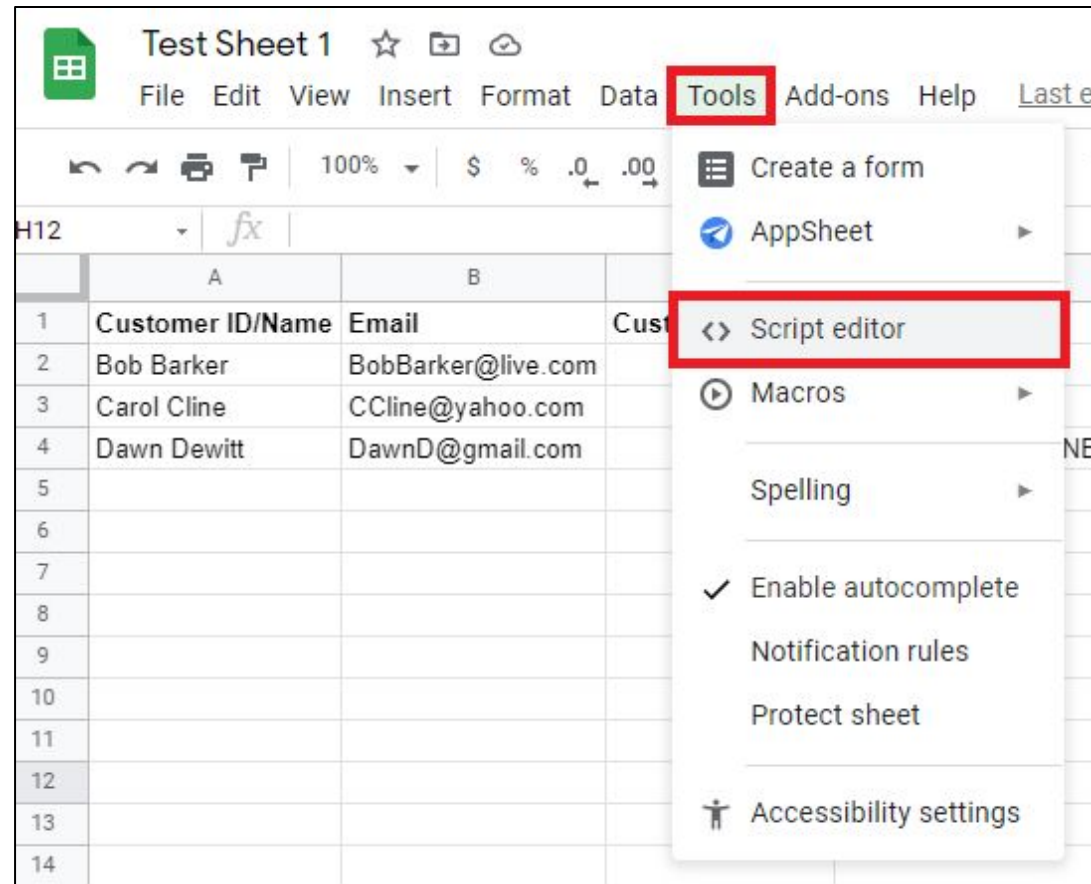 Test Sheet 1
File Edit View Insert Format Data Tools Add-ons Help Last e
100% $ % .0 .00
H12 fx
A B
1 Customer ID/Name Email Cust
2 Bob Barker BobBarker@live.com
3 Carol Cline CCline@yahoo.com
4 Dawn Dewitt DawnD@gmail.com NE
5
6
7
8
9
10
11
12
13
14
Create a form
AppSheet
Script editor
Macros
Spelling
Enable autocomplete
Notification rules
Protect sheet
Accessibility settings